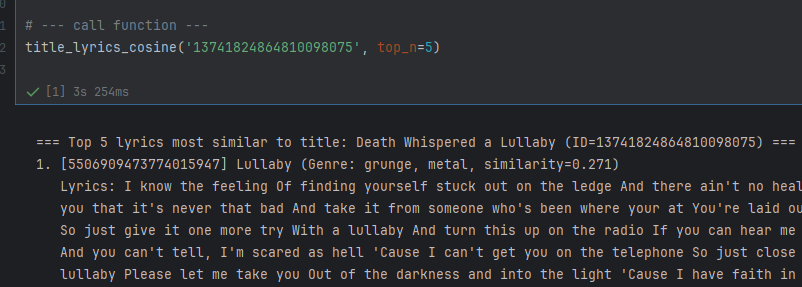 # --- call function ---
title_lyrics_cosine('13741824864810098075', top_n=5)
[1] 3s 254ms
=== Top 5 lyrics most similar to title: Death Whispered a Lullaby (ID=13741824864810098075) ===
1. [5506909473774015947] Lullaby (Genre: grunge, metal, similarity=0.271)
Lyrics: I know the feeling Of finding yourself stuck out on the ledge And there ain't no
you that it's never that bad And take it from someone who's been where your at You're laid
So just give it one more try With a lullaby And turn this up on the radio If you can hear me
And you can't tell, I'm scared as hell 'Cause I can't get you on the telephone So just close
lullaby Please let me take you Out of the darkness and into the light 'Cause I have faith in